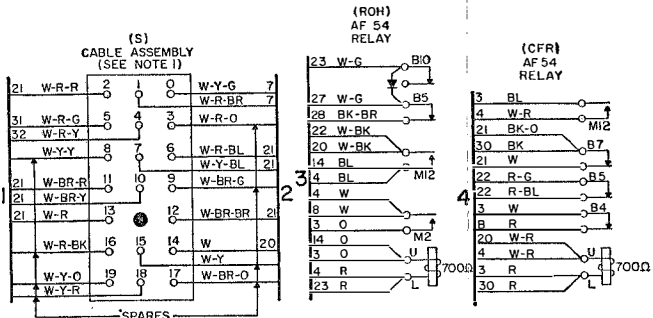 (S)
CABLE ASSEMBLY
(SEE NOTE 1)
21 W-R-R 2 1 0 W-Y-G 7
W-R-BR 7
31 W-R-G 5 4 3 W-R-O
32 W-R-Y
W-Y-Y 8 7 6 W-R-BL 21
W-Y-BL 21
21 W-BR-R 11 10 9 W-BR-G
21 W-BR-Y
21 W-R 13 12 W-BR-BR 21
W-R-BK 16 15 14 W 20
W-Y
W-Y-O 19 18 17 W-BR-O
W-Y-R
SPARES
1
2
(ROH)
AF 54
RELAY
23 W-G B10
27 W-G B5
28 BK-BR
22 W-BK
20 W-BK
14 BL M12
4 BL
4 W
8 W
3 O M2
14 O
3 O U
4 R 700Ω
23 R L
3
(CFR)
AF 54
RELAY
3 BL
4 W-R M12
21 BK-O
30 BK B7
21 W
22 R-G B5
22 R-BL
3 W B4
8 R
20 W-R
4 W-R U
3 R 700Ω
30 R L
4